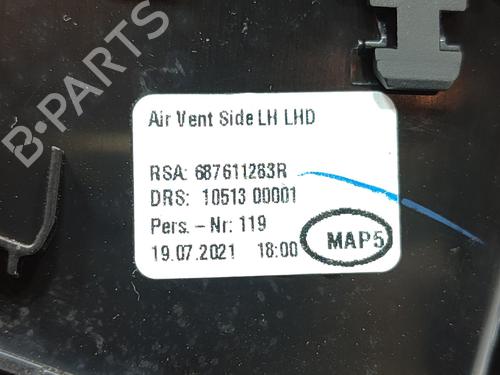 B-PARTS
Air Vent Side LH LHD
RSA: 687611283R
DRS: 10513 00001
Pers. - Nr: 119
19.07.2021 18:00 MAP5